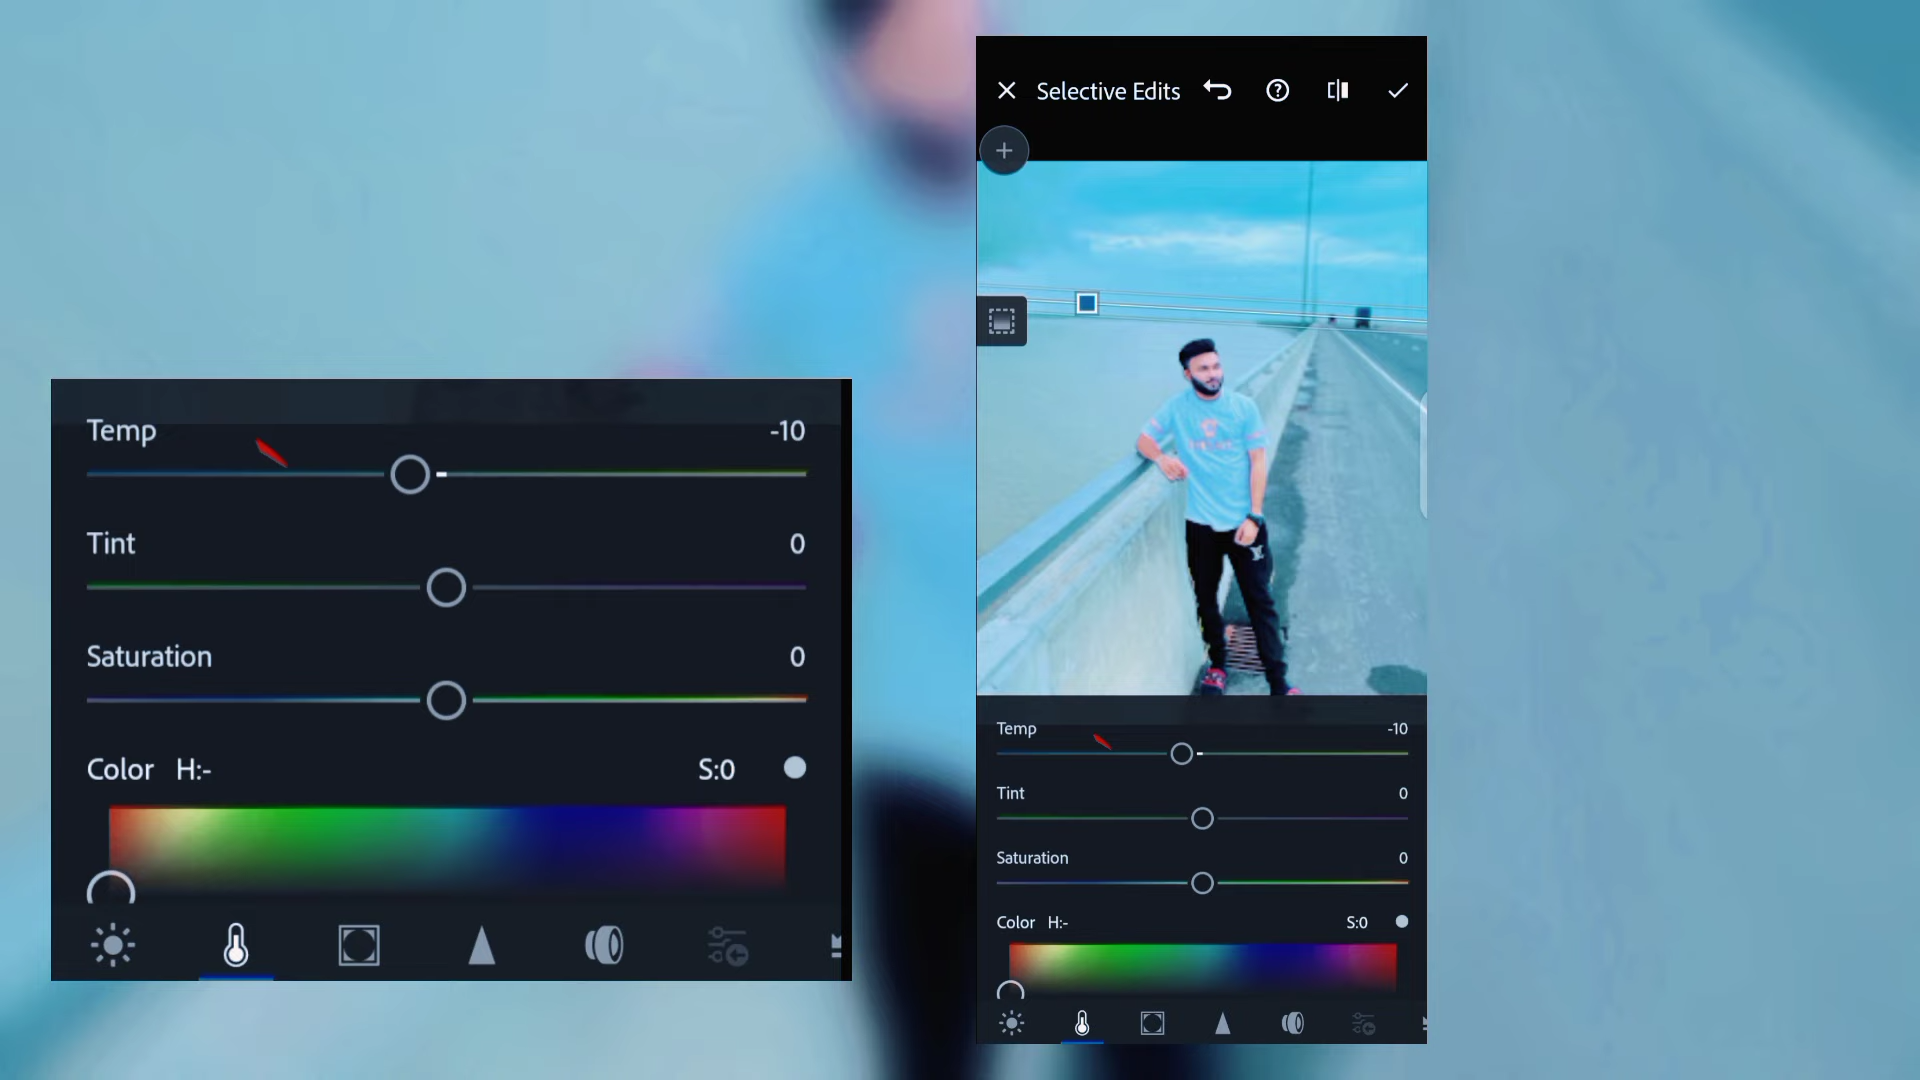 Selective Edits
Temp -10
Tint 0
Saturation 0
Color H:- S:0
Temp -10
Tint 0
Saturation 0
Color H:- S:0